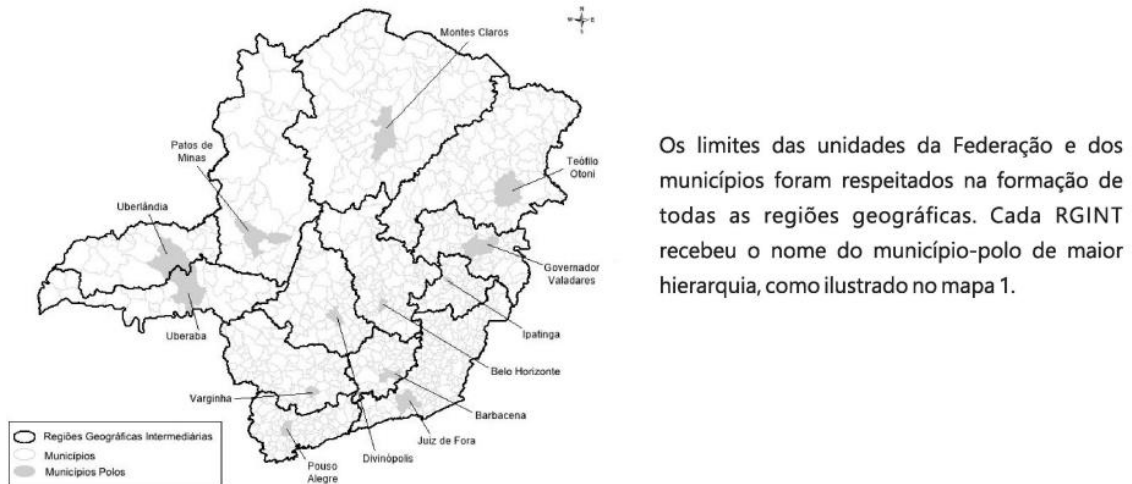 N
W E
S
Montes Claros
Patos de
Minas
Teófilo
Otoni
Uberlândia
Governador
Valadares
Uberaba
Ipatinga
Belo Horizonte
Varginha
Barbacena
Juiz de Fora
Divinópolis
Pouso
Alegre
Regiões Geográficas Intermediárias
Municípios
Municípios Polos
Os limites das unidades da Federação e dos
municípios foram respeitados na formação de
todas as regiões geográficas. Cada RGINT
recebeu o nome do município-polo de maior
hierarquia, como ilustrado no mapa 1.